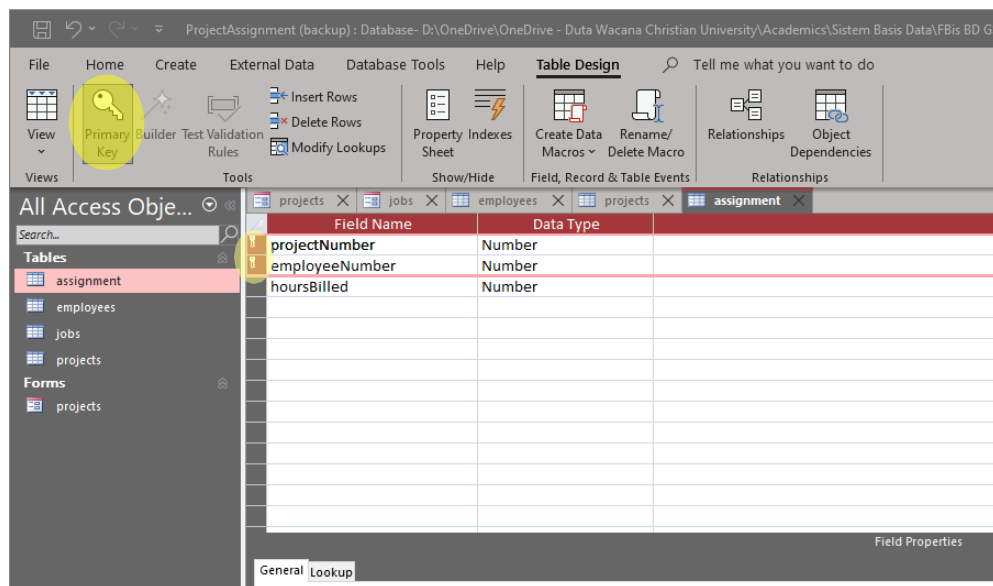 ProjectAssignment (backup) : Database- D:\OneDrive\OneDrive - Duta Wacana Christian University\Academics\Sistem Basis Data\FBis BD G
File Home Create External Data Database Tools Help Table Design Tell me what you want to do
View
Primary Key
Builder
Test Validation Rules
Insert Rows
Delete Rows
Modify Lookups
Property Sheet
Indexes
Create Data Macros
Rename/ Delete Macro
Relationships
Object Dependencies
Views Tools Show/Hide Field, Record & Table Events Relationships
All Access Obje...
Search...
Tables
assignment
employees
jobs
projects
Forms
projects
projects jobs employees projects assignment
Field Name Data Type
projectNumber Number
employeeNumber Number
hoursBilled Number
Field Properties
General Lookup